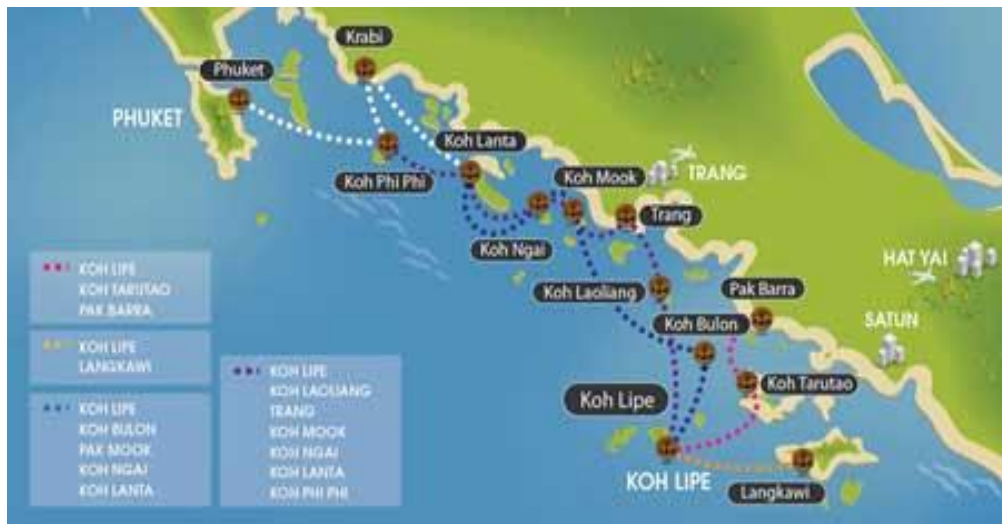 Krabi
Phuket
PHUKET
Koh Lanta
Koh Phi Phi
Koh Mook
TRANG
Trang
Koh Ngai
HAT YAI
Koh Laoliang
Pak Barra
Koh Bulon
SATUN
Koh Tarutao
Koh Lipe
KOH LIPE
Langkawi
KOH LIPE
KOH TARUTAO
PAK BARRA
KOH LIPE
LANGKAWI
KOH LIPE
KOH BULON
PAK MOOK
KOH NGAI
KOH LANTA
KOH LIPE
KOH LAOLIANG
TRANG
KOH MOOK
KOH NGAI
KOH LANTA
KOH PHI PHI